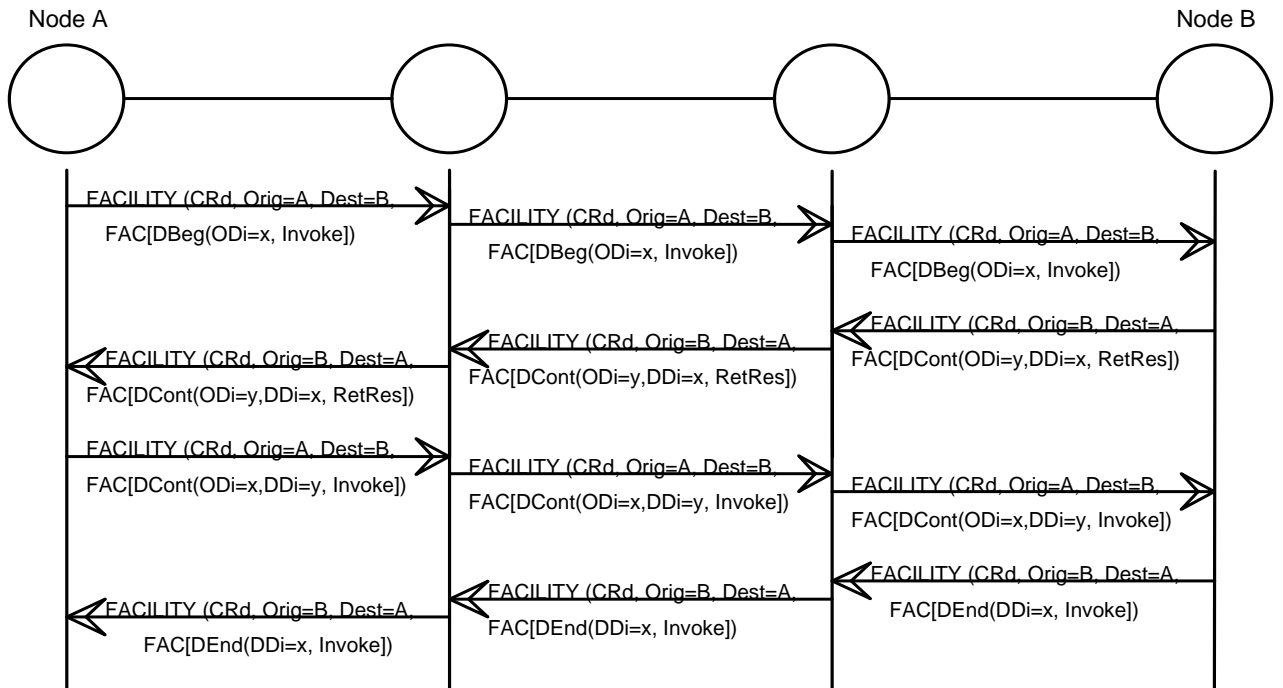 Node A
Node B
FACILITY (CRd, Orig=A, Dest=B,
FAC[DBeg(ODi=x, Invoke])
FACILITY (CRd, Orig=A, Dest=B,
FAC[DBeg(ODi=x, Invoke])
FACILITY (CRd, Orig=A, Dest=B,
FAC[DBeg(ODi=x, Invoke])
FACILITY (CRd, Orig=B, Dest=A,
FAC[DCont(ODi=y,DDi=x, RetRes])
FACILITY (CRd, Orig=B, Dest=A,
FAC[DCont(ODi=y,DDi=x, RetRes])
FACILITY (CRd, Orig=B, Dest=A,
FAC[DCont(ODi=y,DDi=x, RetRes])
FACILITY (CRd, Orig=A, Dest=B,
FAC[DCont(ODi=x,DDi=y, Invoke])
FACILITY (CRd, Orig=A, Dest=B,
FAC[DCont(ODi=x,DDi=y, Invoke])
FACILITY (CRd, Orig=A, Dest=B,
FAC[DCont(ODi=x,DDi=y, Invoke])
FACILITY (CRd, Orig=B, Dest=A,
FAC[DEnd(DDi=x, Invoke])
FACILITY (CRd, Orig=B, Dest=A,
FAC[DEnd(DDi=x, Invoke])
FACILITY (CRd, Orig=B, Dest=A,
FAC[DEnd(DDi=x, Invoke])